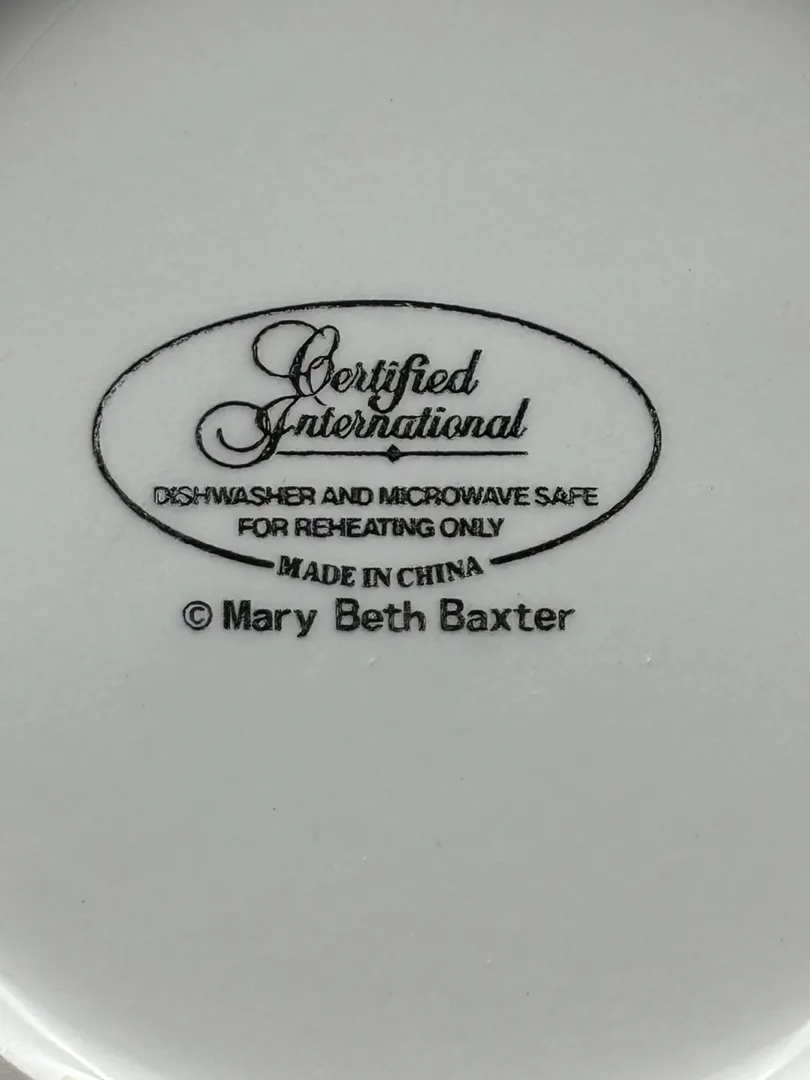 Certified
International
DISHWASHER AND MICROWAVE SAFE
FOR REHEATING ONLY
MADE IN CHINA
© Mary Beth Baxter